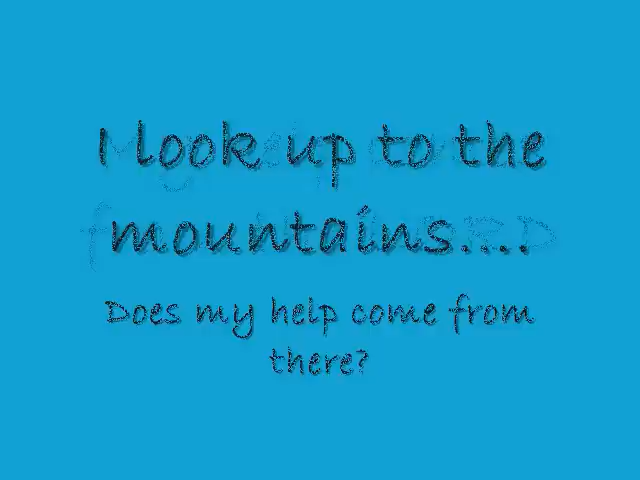 I look up to the
mountains....
Does my help come from
there?